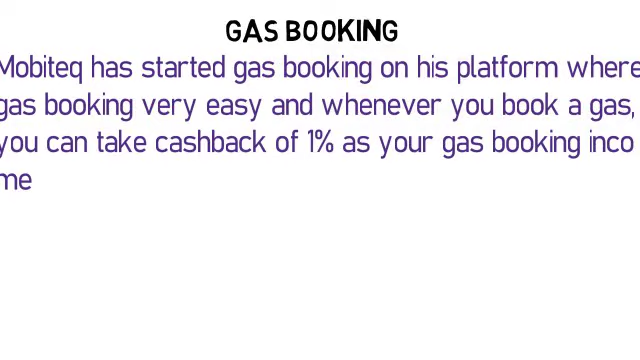 GAS BOOKING
Mobiteq has started gas booking on his platform where
gas booking very easy and whenever you book a gas,
you can take cashback of 1% as your gas booking inco
me